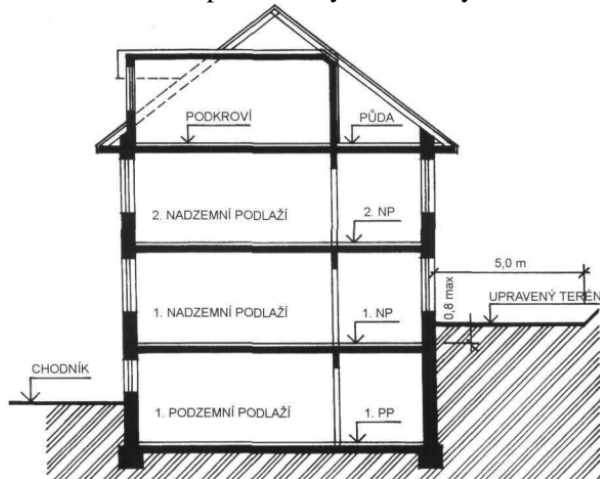 PODKROVÍ
PŮDA
2. NADZEMNÍ PODLAŽÍ
2. NP
5,0 m
0,8 max
UPRAVENÝ TERÉN
1. NADZEMNÍ PODLAŽÍ
1. NP
CHODNÍK
1. PODZEMNÍ PODLAŽÍ
1. PP